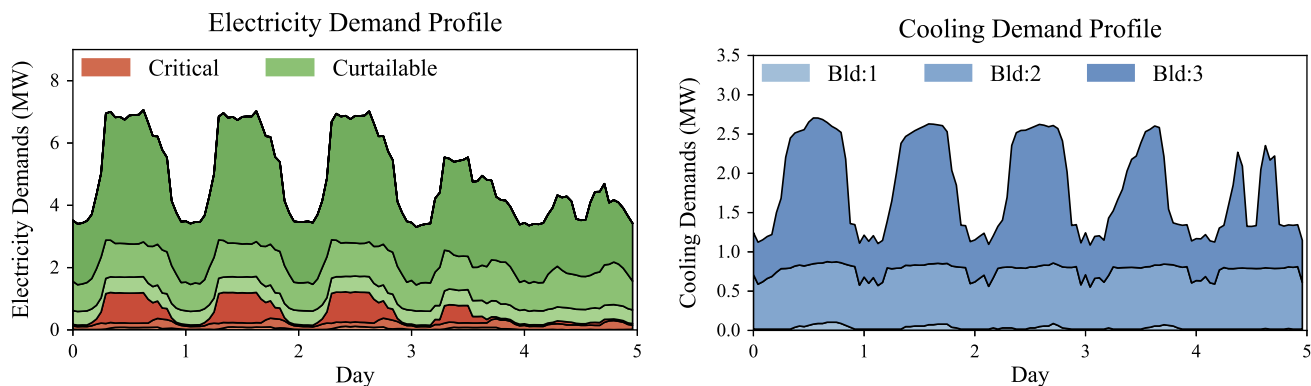 Electricity Demand Profile
Electricity Demands (MW)
8
6
4
2
0
Critical Curtailable
0 1 2 3 4 5
Day
Cooling Demand Profile
Cooling Demands (MW)
3.5
3.0
2.5
2.0
1.5
1.0
0.5
0.0
Bld:1 Bld:2 Bld:3
0 1 2 3 4 5
Day